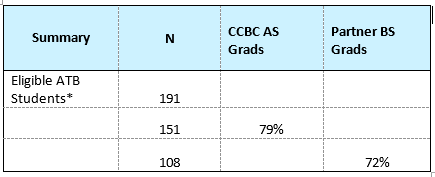 Summary N CCBC AS Grads Partner BS Grads
Eligible ATB Students* 191
151 79%
108 72%